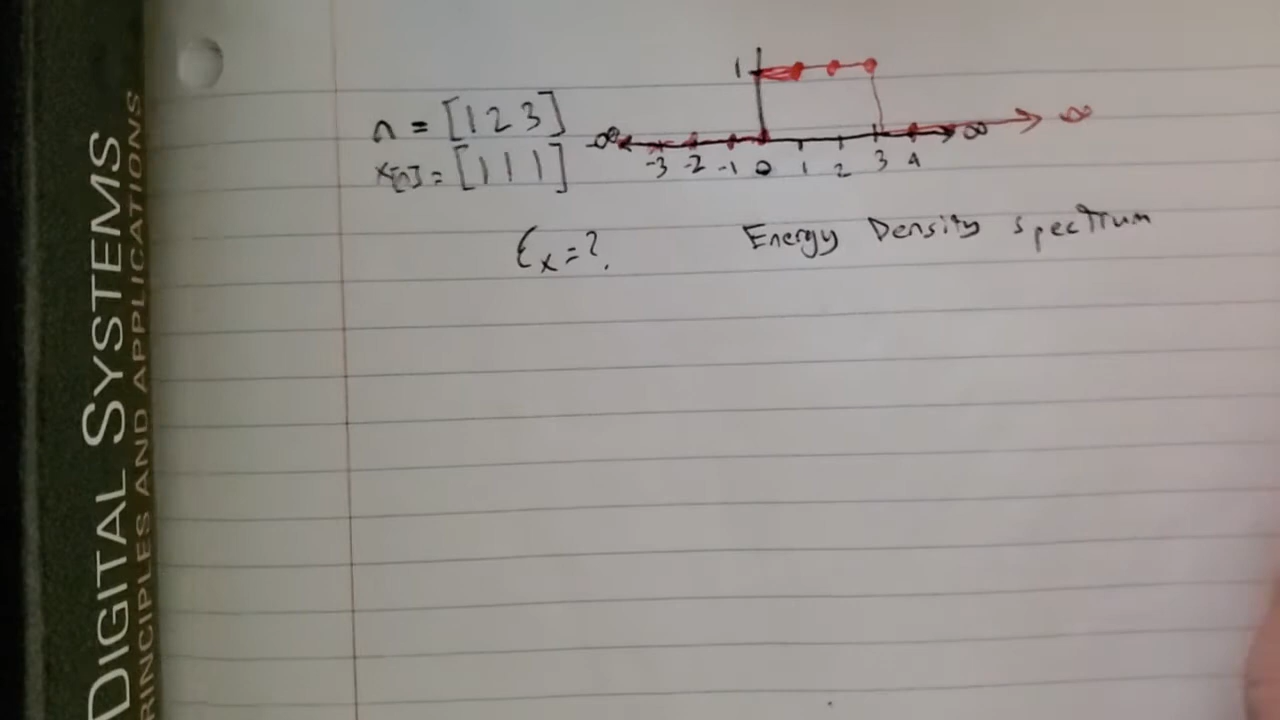 DIGITAL SYSTEMS
RINCIPLES AND APPLICATIONS
n = [1 2 3]
x[n] = [1 1 1]
1
-∞ ∞ ∞
-3 -2 -1 0 1 2 3 4
Ex = ?
Energy Density spectrum